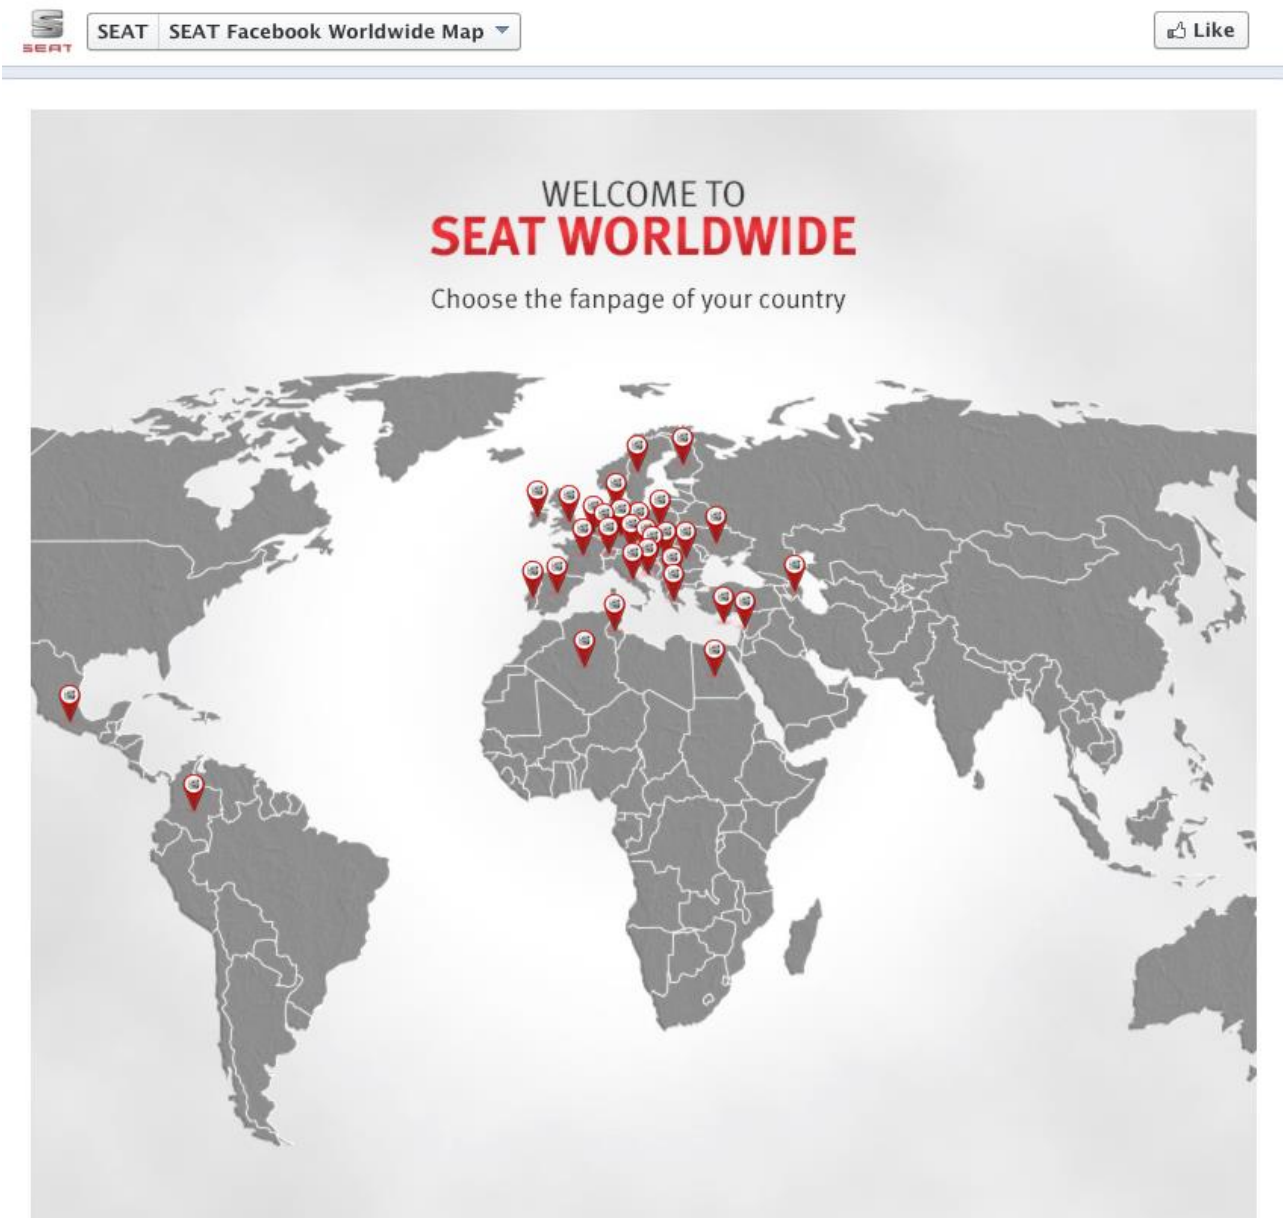 SEAT
SEAT SEAT Facebook Worldwide Map
Like
WELCOME TO
SEAT WORLDWIDE
Choose the fanpage of your country